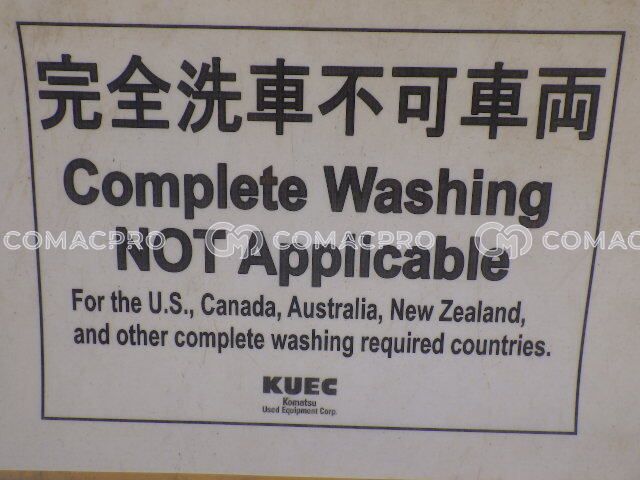 完全洗車不可車両
Complete Washing
NOT Applicable
COMACPRO COMACPRO COMACPRO
For the U.S., Canada, Australia, New Zealand,
and other complete washing required countries.
KUEC
Komatsu
Used Equipment Corp.